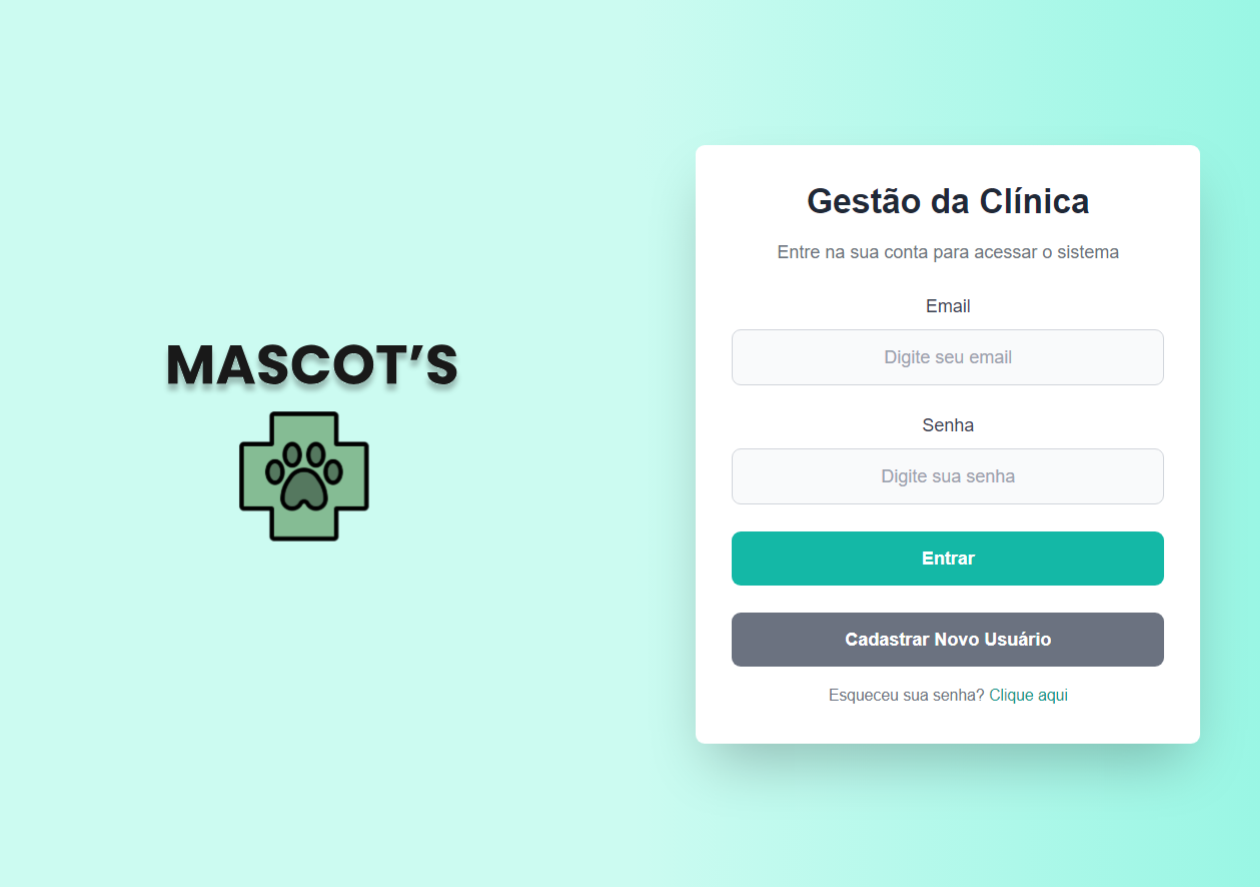 MASCOT’S
Gestão da Clínica
Entre na sua conta para acessar o sistema
Email
Digite seu email
Senha
Digite sua senha
Entrar
Cadastrar Novo Usuário
Esqueceu sua senha? Clique aqui